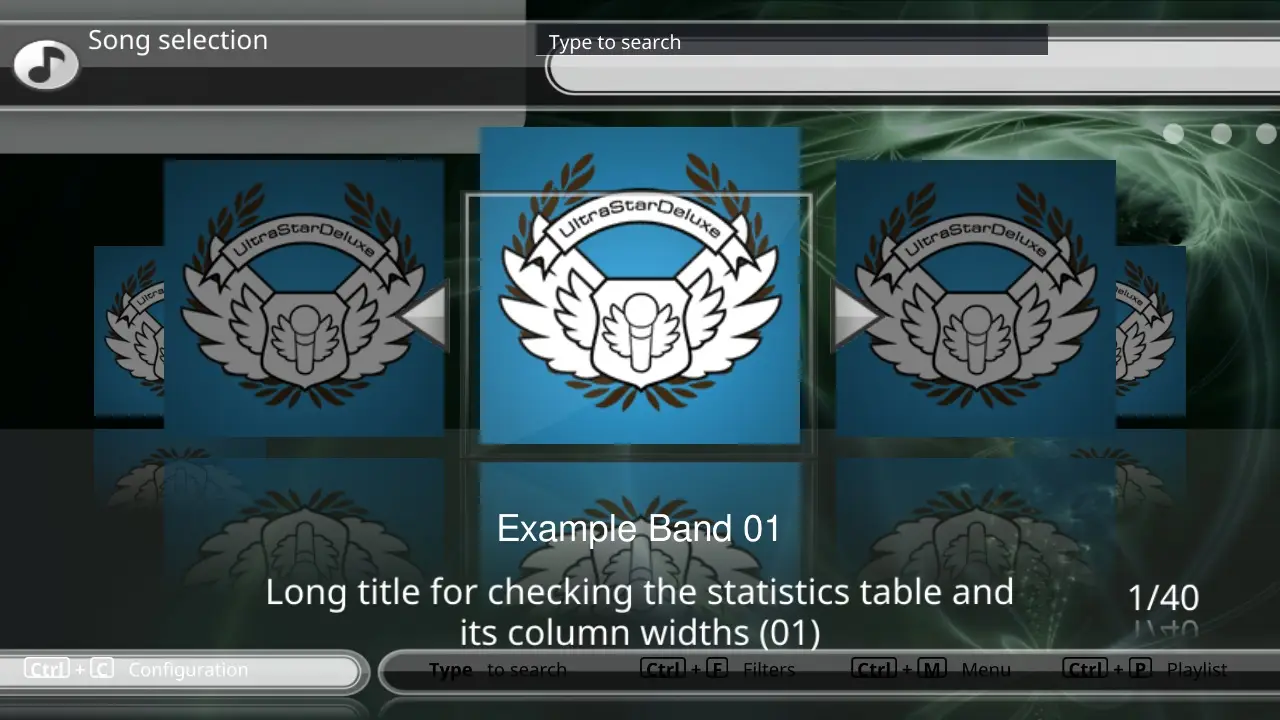 Song selection
Type to search
UltraStarDeluxe
UltraStarDeluxe
UltraStarDeluxe
Example Band 01
Long title for checking the statistics table and
its column widths (01)
1/40
Ctrl + C Configuration
Type to search
Ctrl + F Filters
Ctrl + M Menu
Ctrl + P Playlist